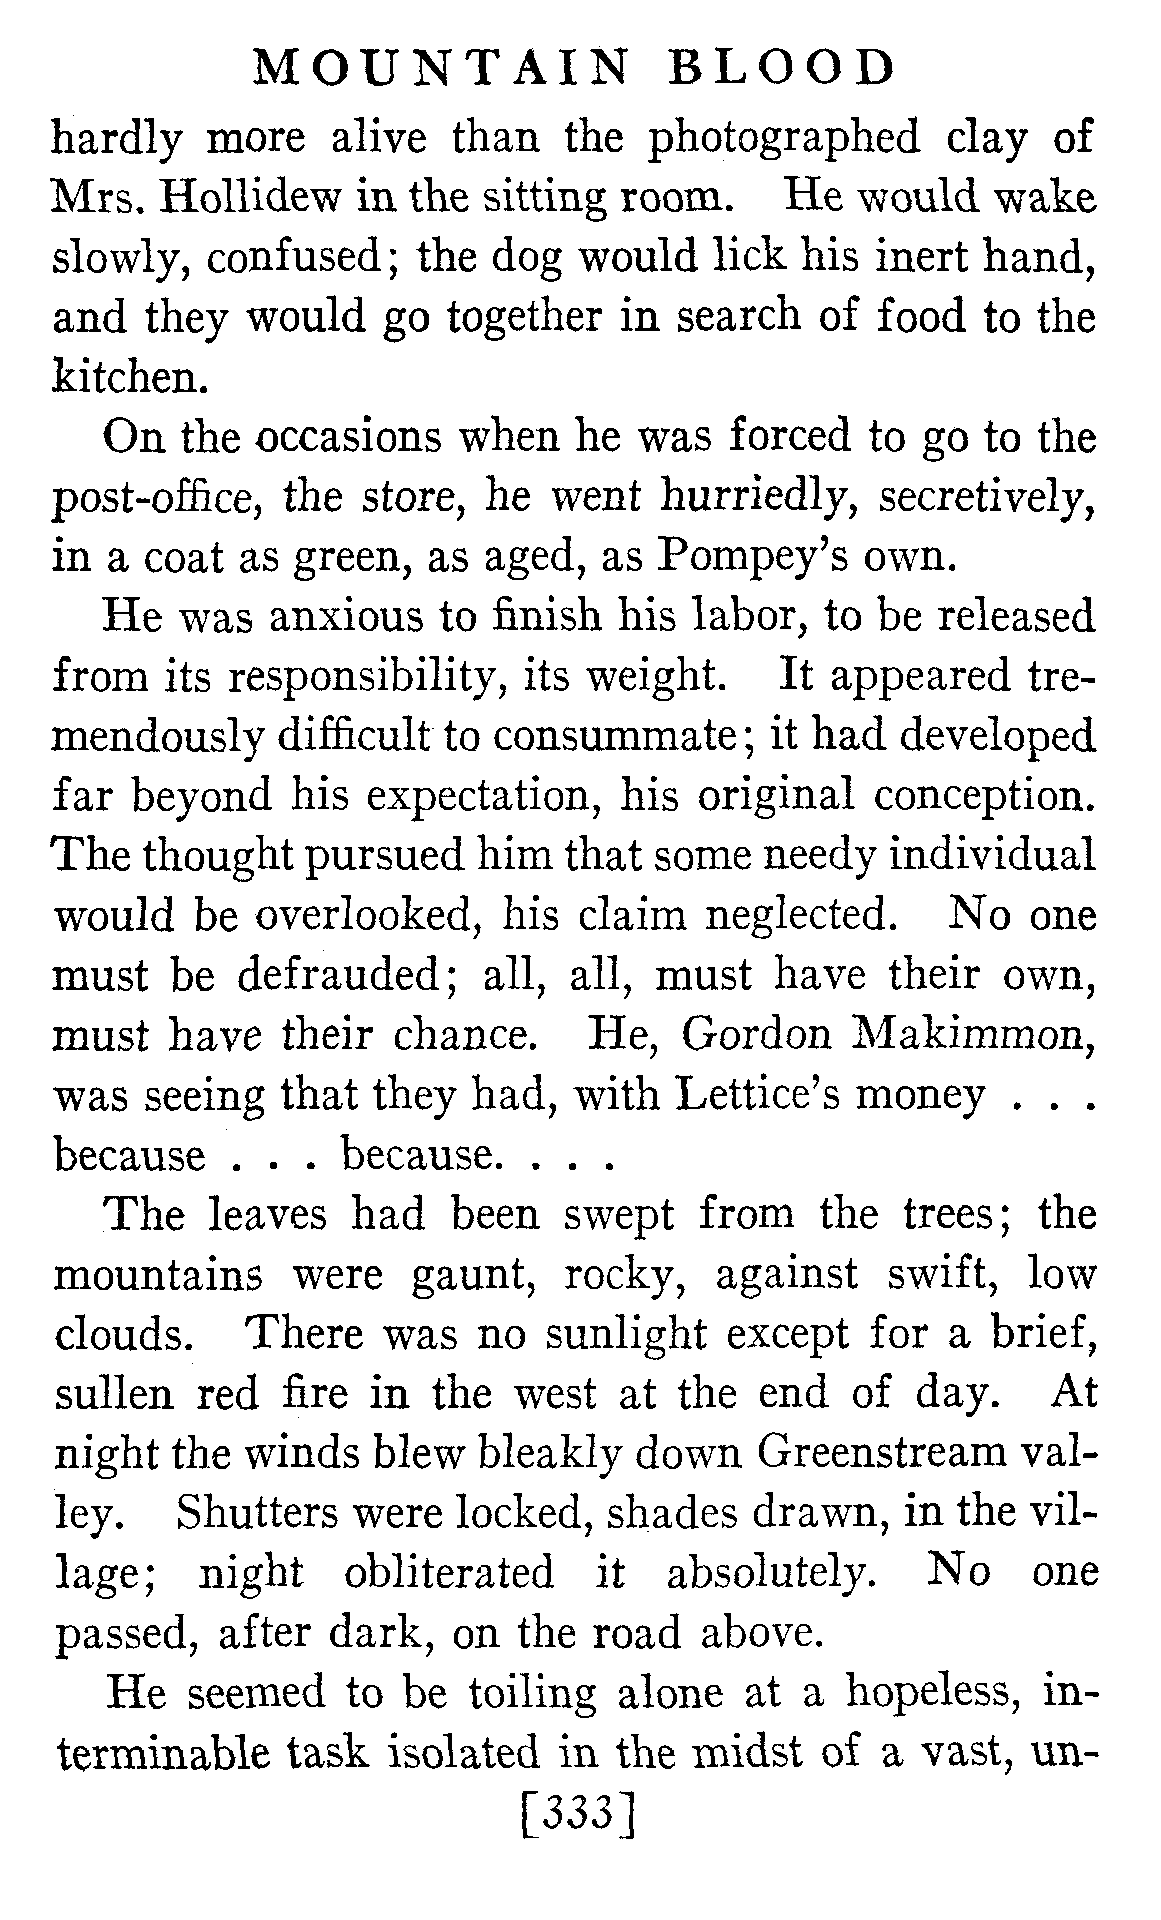 MOUNTAIN BLOOD
hardly more alive than the photographed clay of
Mrs. Hollidew in the sitting room. He would wake
slowly, confused; the dog would lick his inert hand,
and they would go together in search of food to the
kitchen.
On the occasions when he was forced to go to the
post-office, the store, he went hurriedly, secretively,
in a coat as green, as aged, as Pompey's own.
He was anxious to finish his labor, to be released
from its responsibility, its weight. It appeared tre-
mendously difficult to consummate; it had developed
far beyond his expectation, his original conception.
The thought pursued him that some needy individual
would be overlooked, his claim neglected. No one
must be defrauded; all, all, must have their own,
must have their chance. He, Gordon Makimmon,
was seeing that they had, with Lettice's money . . .
because . . . because. . . .
The leaves had been swept from the trees; the
mountains were gaunt, rocky, against swift, low
clouds. There was no sunlight except for a brief,
sullen red fire in the west at the end of day. At
night the winds blew bleakly down Greenstream val-
ley. Shutters were locked, shades drawn, in the vil-
lage; night obliterated it absolutely. No one
passed, after dark, on the road above.
He seemed to be toiling alone at a hopeless, in-
terminable task isolated in the midst of a vast, un-
[333]